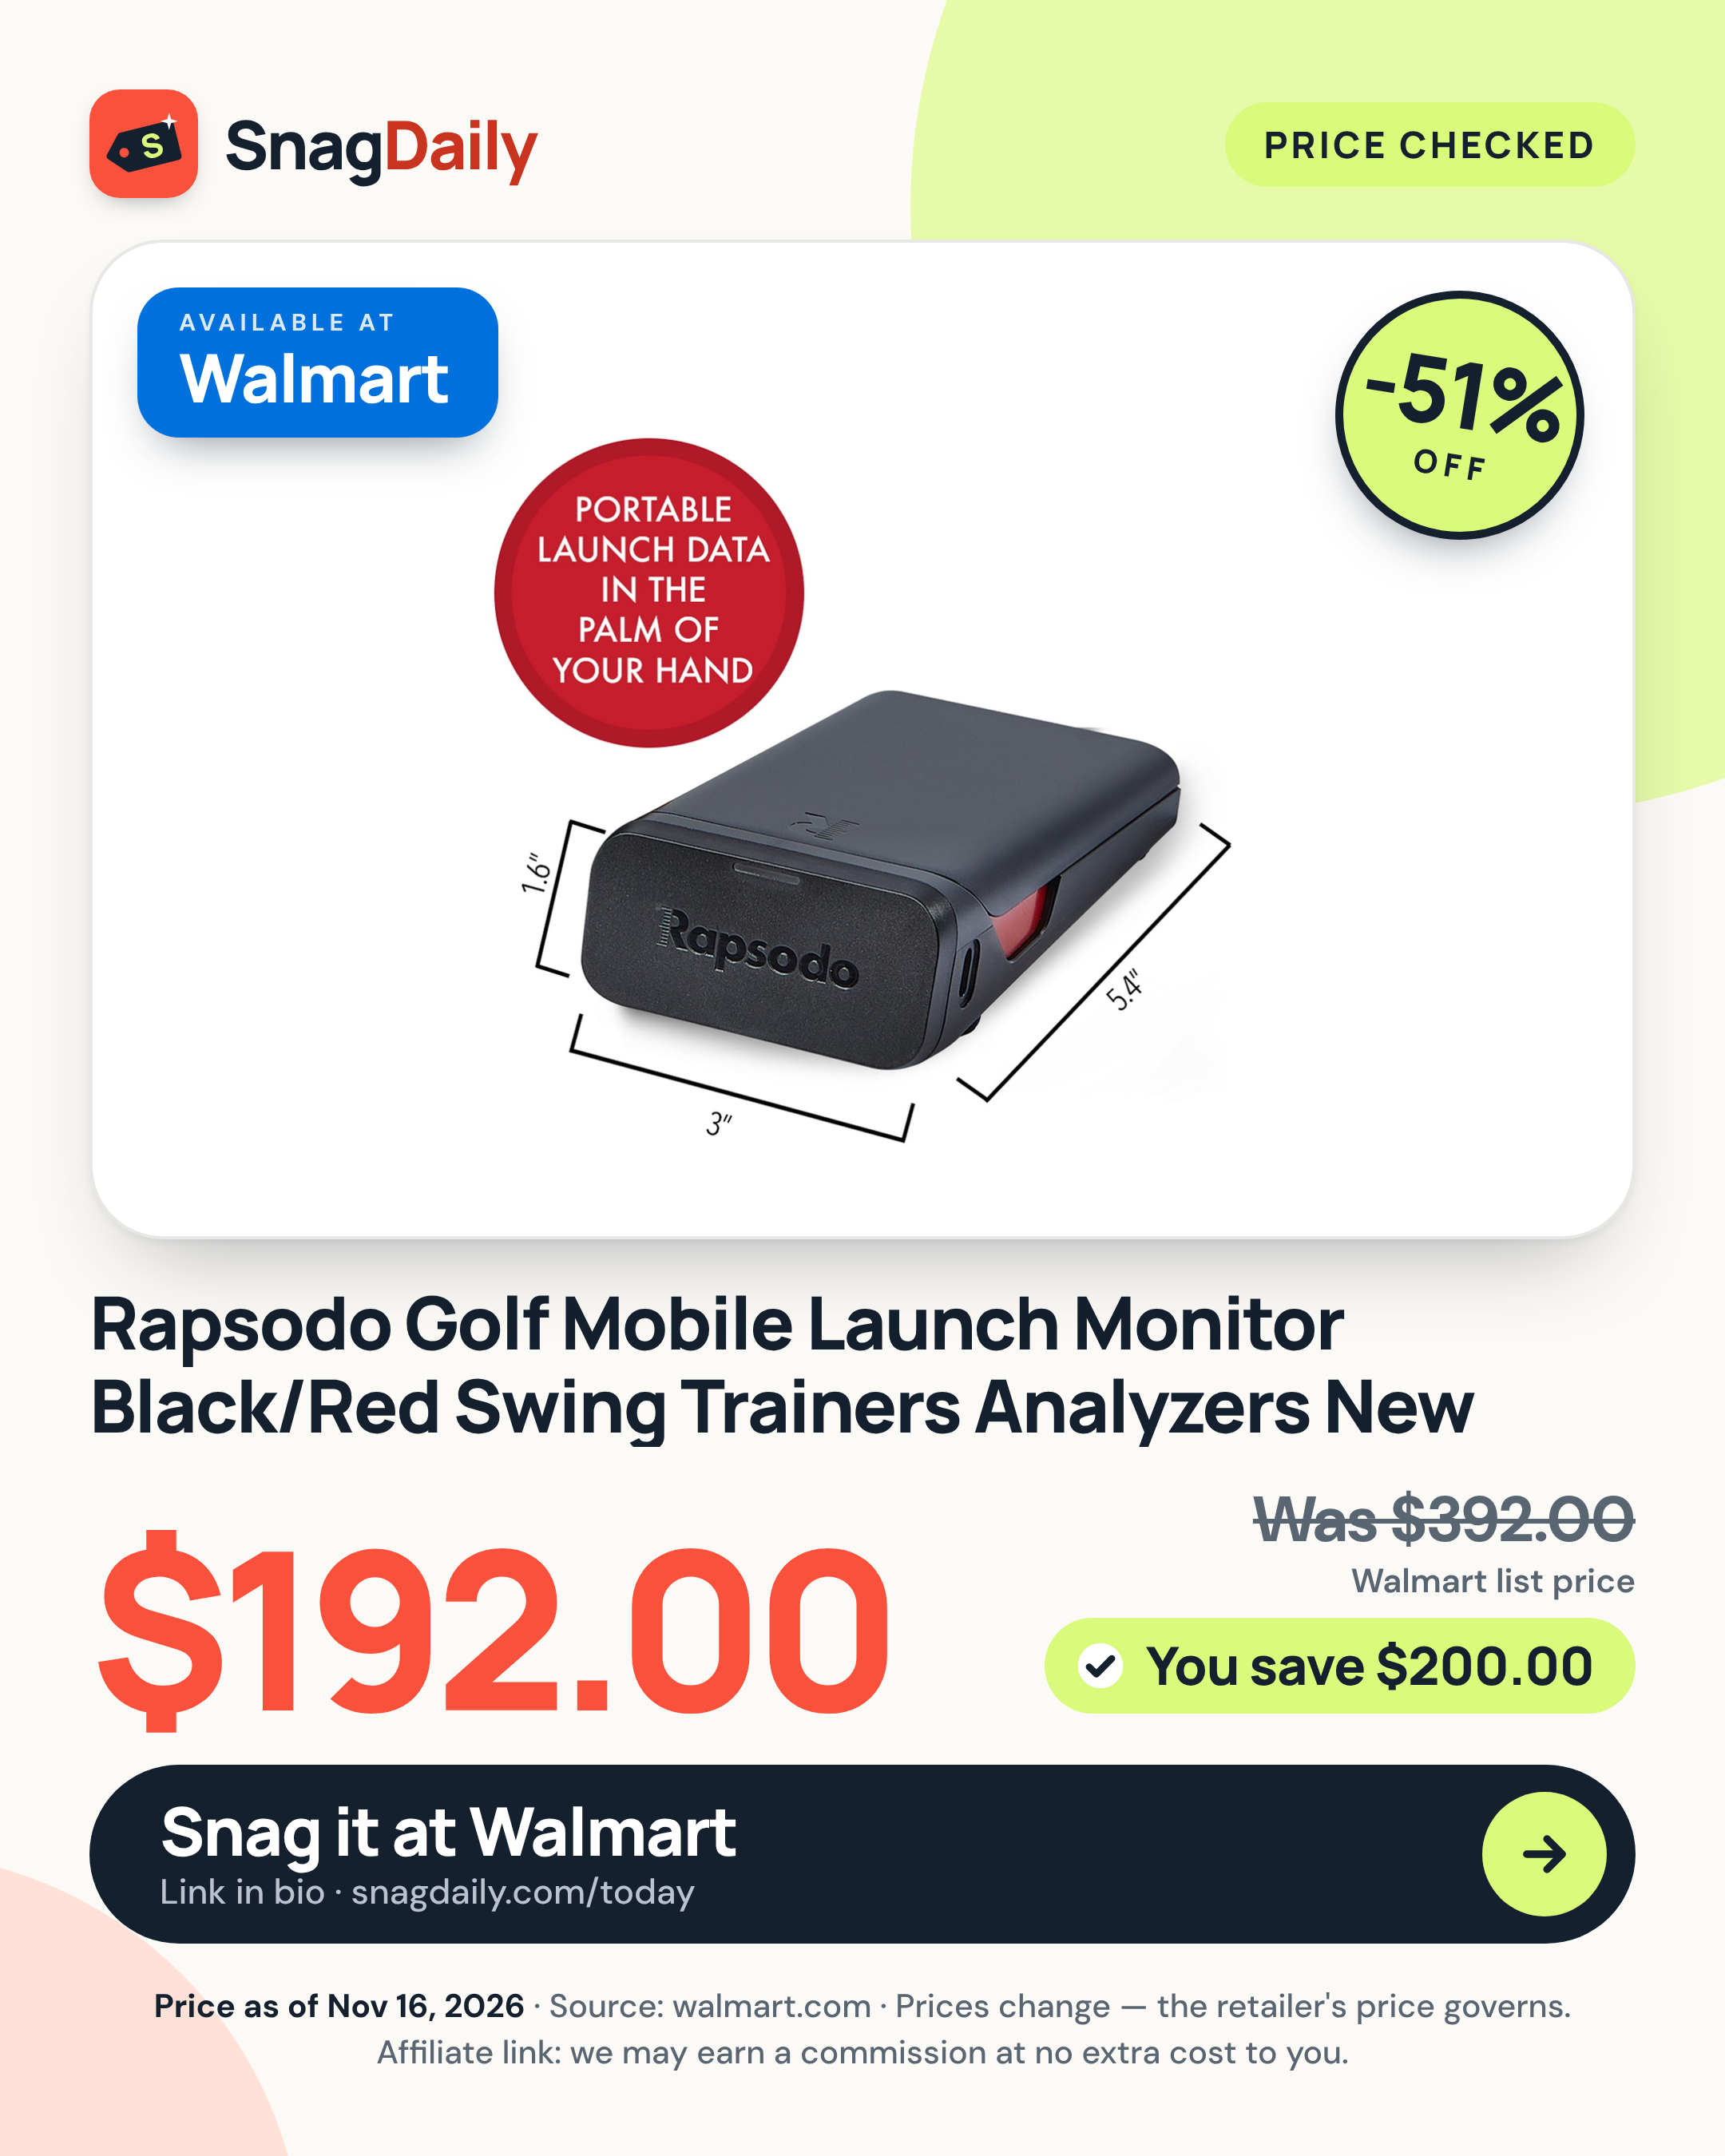 S
SnagDaily
PRICE CHECKED
AVAILABLE AT
Walmart
-51%
OFF
PORTABLE
LAUNCH DATA
IN THE
PALM OF
YOUR HAND
1.6"
Rapsodo
5.4"
3"
Rapsodo Golf Mobile Launch Monitor
Black/Red Swing Trainers Analyzers New
Was $392.00
Walmart list price
$192.00
You save $200.00
Snag it at Walmart
Link in bio · snagdaily.com/today
Price as of Nov 16, 2026 · Source: walmart.com · Prices change — the retailer's price governs.
Affiliate link: we may earn a commission at no extra cost to you.